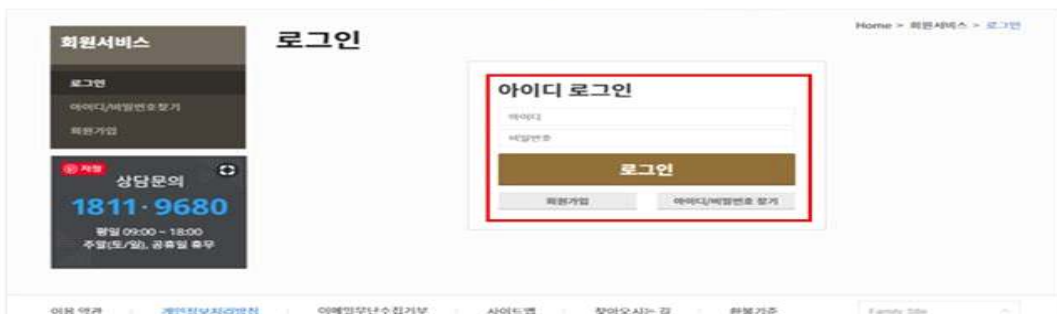 Home > 회원서비스 > 로그인
회원서비스
로그인
아이디/비밀번호찾기
회원가입
저장
상담문의
1811·9680
평일 09:00 ~ 18:00
주말(토/일), 공휴일 휴무
로그인
아이디 로그인
아이디
비밀번호
로그인
회원가입
아이디/비밀번호 찾기
이용 약관
개인정보처리방침
이메일무단수집거부
사이트맵
찾아오시는 길
환불기준
Family Site